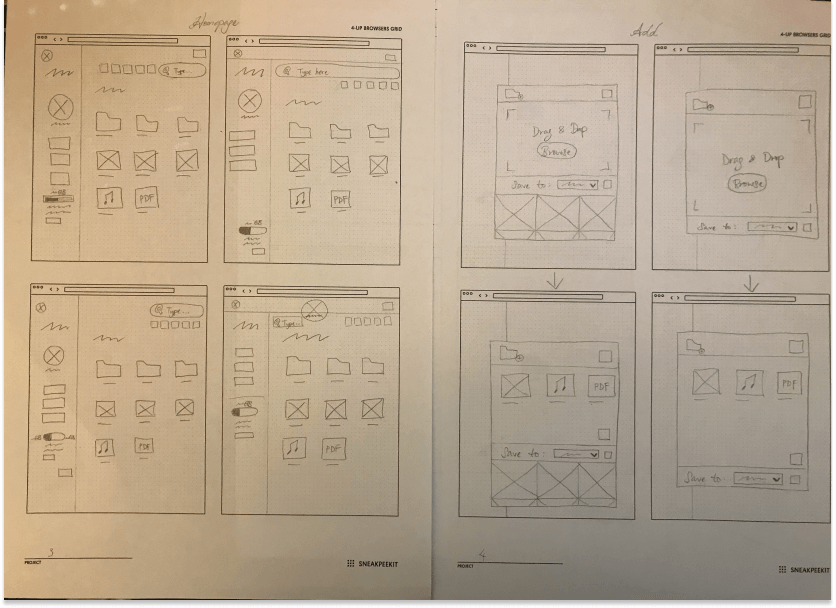 Homepage
4-UP BROWSERS GRID
Type...
Type here
PDF
PDF
Type...
Type...
PDF
PDF
3
PROJECT
SNEAKPEEKIT
Add
4-UP BROWSERS GRID
Drag & Drop
Browse
Save to:
Drag & Drop
Browse
Save to:
PDF
Save to:
PDF
Save to:
4
PROJECT
SNEAKPEEKIT